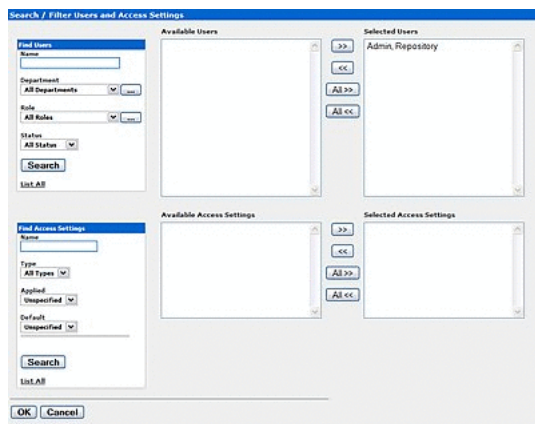 Search / Filter Users and Access Settings
Available Users
Selected Users
Find Users
Name
Department
All Departments
...
Role
All Roles
...
Status
All Status
Search
List All
>>
<<
All >>
All <<
Admin, Repository
Available Access Settings
Selected Access Settings
Find Access Settings
Name
Type
All Types
Applied
Unspecified
Default
Unspecified
Search
List All
>>
<<
All >>
All <<
OK Cancel